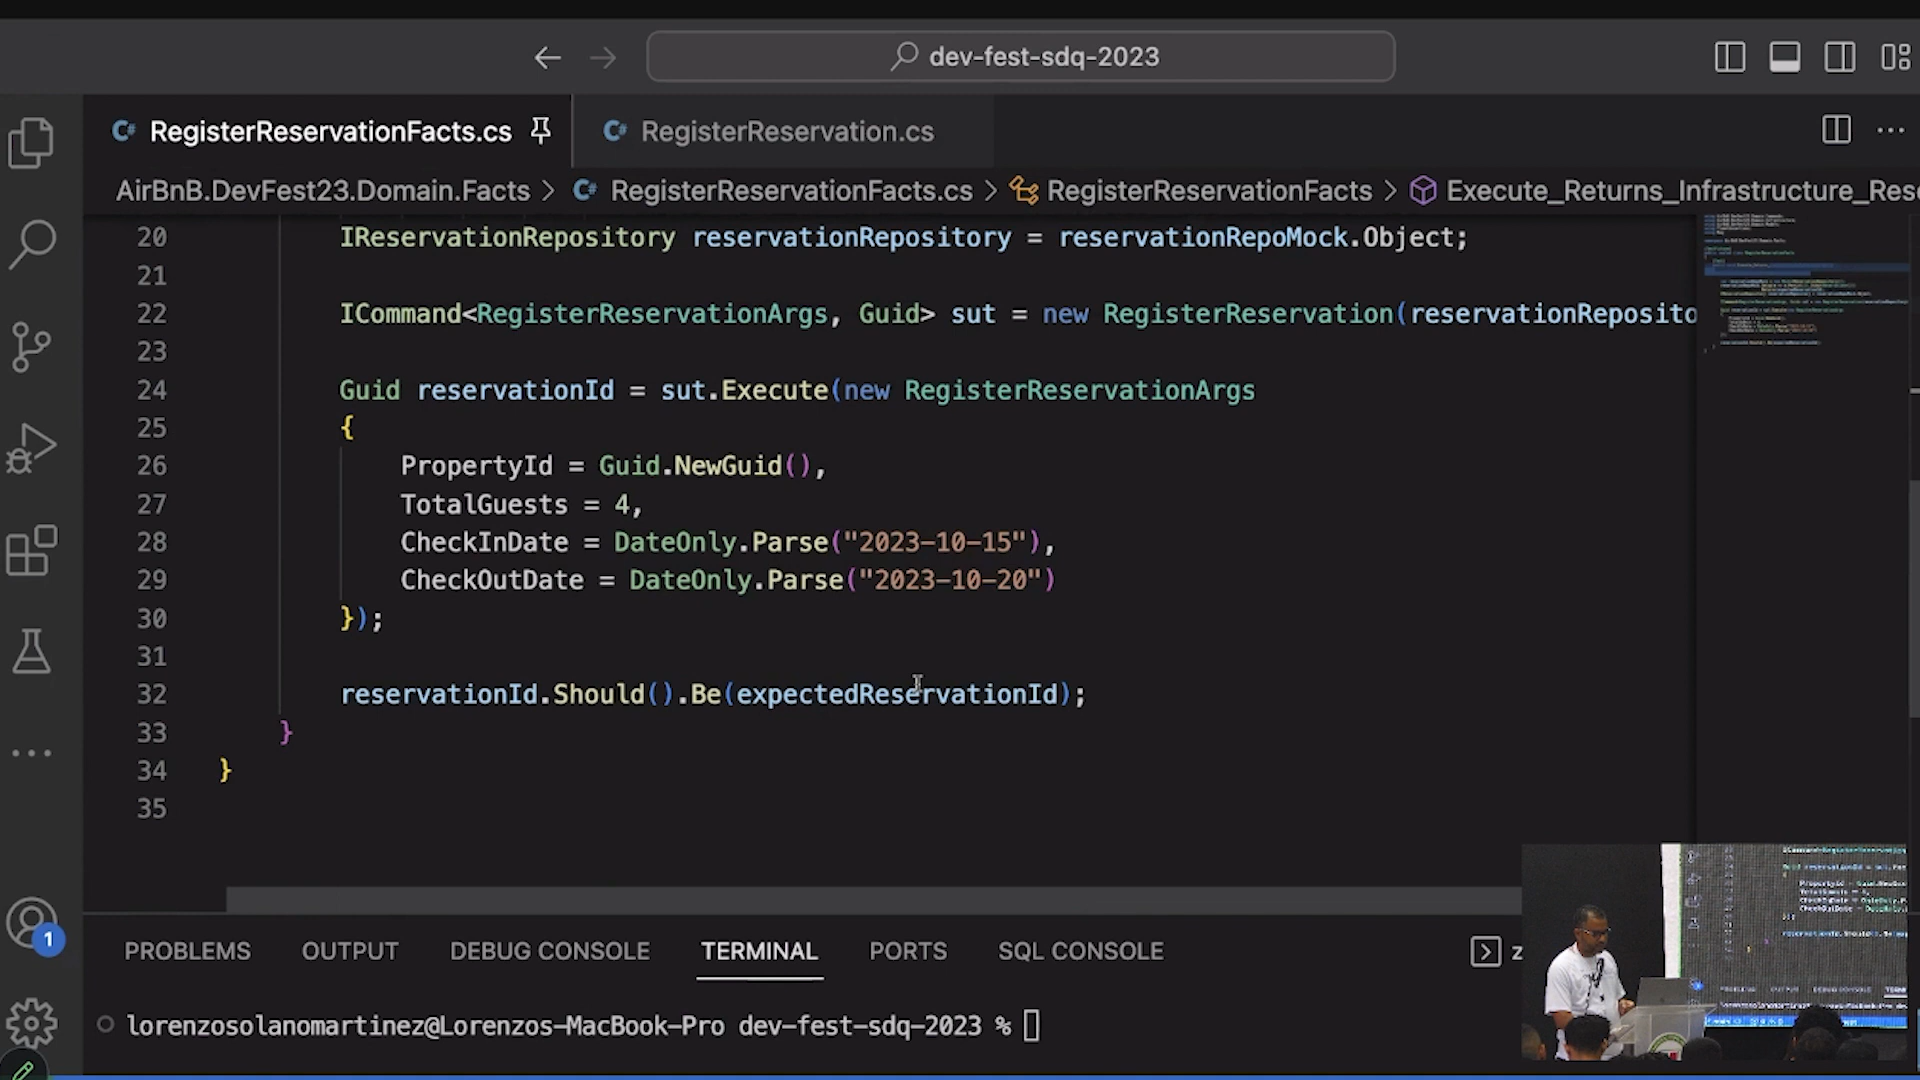 dev-fest-sdq-2023
RegisterReservationFacts.cs
RegisterReservation.cs
AirBnB.DevFest23.Domain.Facts > RegisterReservationFacts.cs > RegisterReservationFacts > Execute_Returns_Infrastructure_Res
20 IReservationRepository reservationRepository = reservationRepoMock.Object;
21
22 ICommand<RegisterReservationArgs, Guid> sut = new RegisterReservation(reservationReposito
23
24 Guid reservationId = sut.Execute(new RegisterReservationArgs
25 {
26 PropertyId = Guid.NewGuid(),
27 TotalGuests = 4,
28 CheckInDate = DateOnly.Parse("2023-10-15"),
29 CheckOutDate = DateOnly.Parse("2023-10-20")
30 });
31
32 reservationId.Should().Be(expectedReservationId);
33 }
34 }
35
1
PROBLEMS OUTPUT DEBUG CONSOLE TERMINAL PORTS SQL CONSOLE z
lorenzosolanomartinez@Lorenzos-MacBook-Pro dev-fest-sdq-2023 %